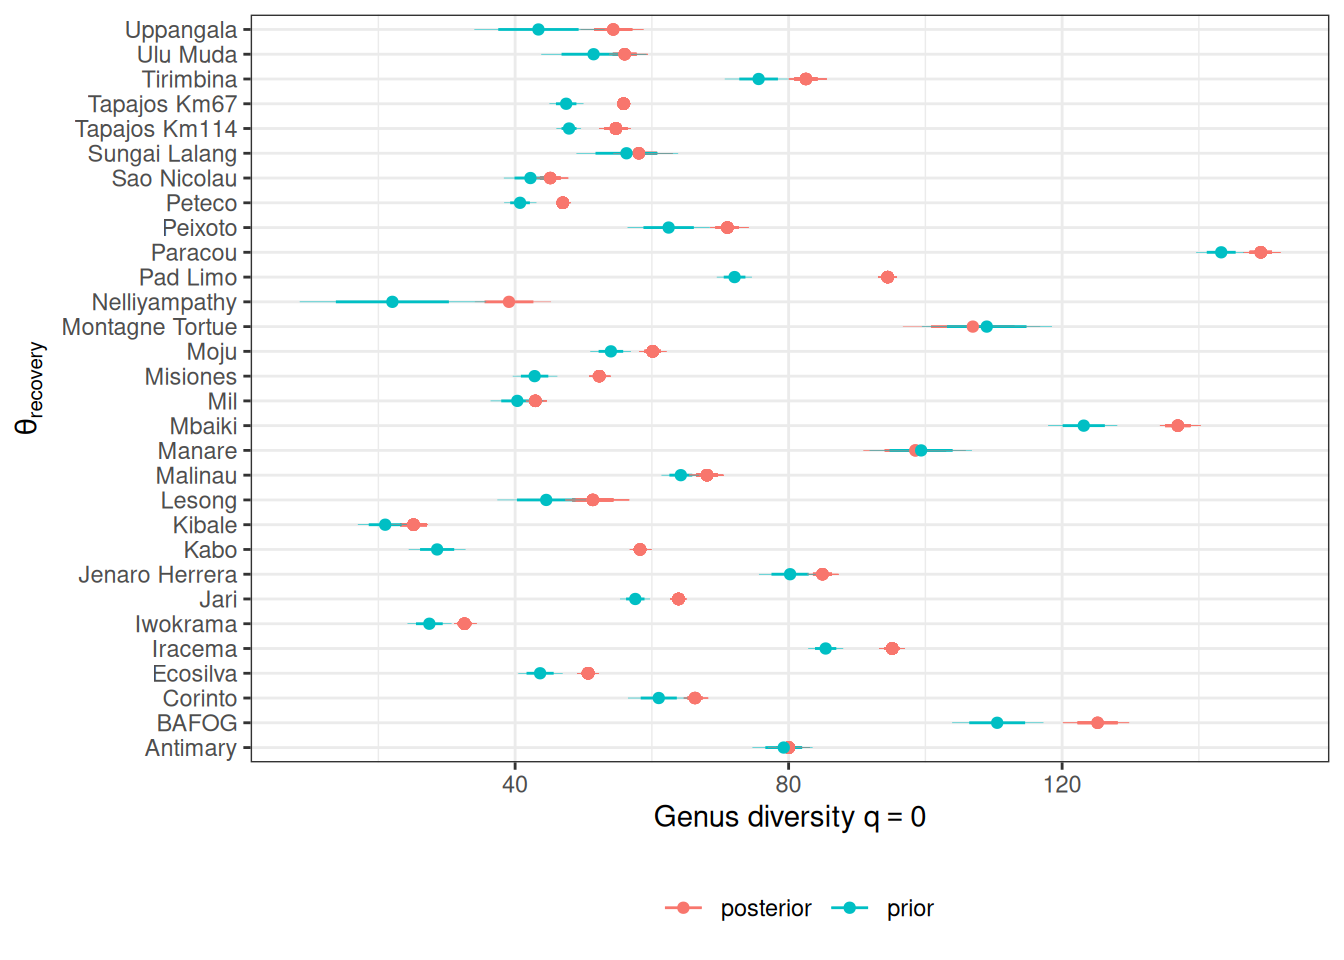 Uppangala
Ulu Muda
Tirimbina
Tapajos Km67
Tapajos Km114
Sungai Lalang
Sao Nicolau
Peteco
Peixoto
Paracou
Pad Limo
Nelliyampathy
Montagne Tortue
Moju
Misiones
Mil
Mbaiki
Manare
Malinau
Lesong
Kibale
Kabo
Jenaro Herrera
Jari
Iwokrama
Iracema
Ecosilva
Corinto
BAFOG
Antimary
θrecovery
40 80 120
Genus diversity q = 0
posterior prior